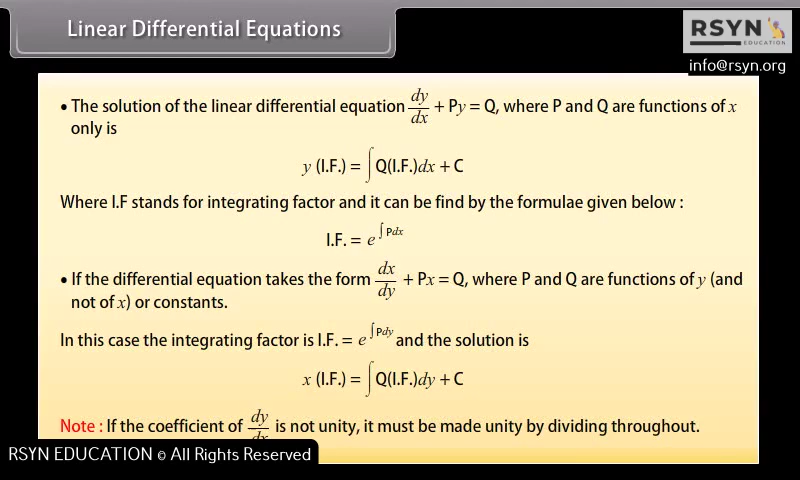 Linear Differential Equations
RSYN
EDUCATION
info@rsyn.org
• The solution of the linear differential equation dy/dx + Py = Q, where P and Q are functions of x
only is
y (I.F.) = ∫ Q(I.F.)dx + C
Where I.F stands for integrating factor and it can be find by the formulae given below :
I.F. = e^∫Pdx
• If the differential equation takes the form dx/dy + Px = Q, where P and Q are functions of y (and
not of x) or constants.
In this case the integrating factor is I.F. = e^∫Pdy and the solution is
x (I.F.) = ∫ Q(I.F.)dy + C
Note : If the coefficient of dy/dx is not unity, it must be made unity by dividing throughout.
RSYN EDUCATION © All Rights Reserved